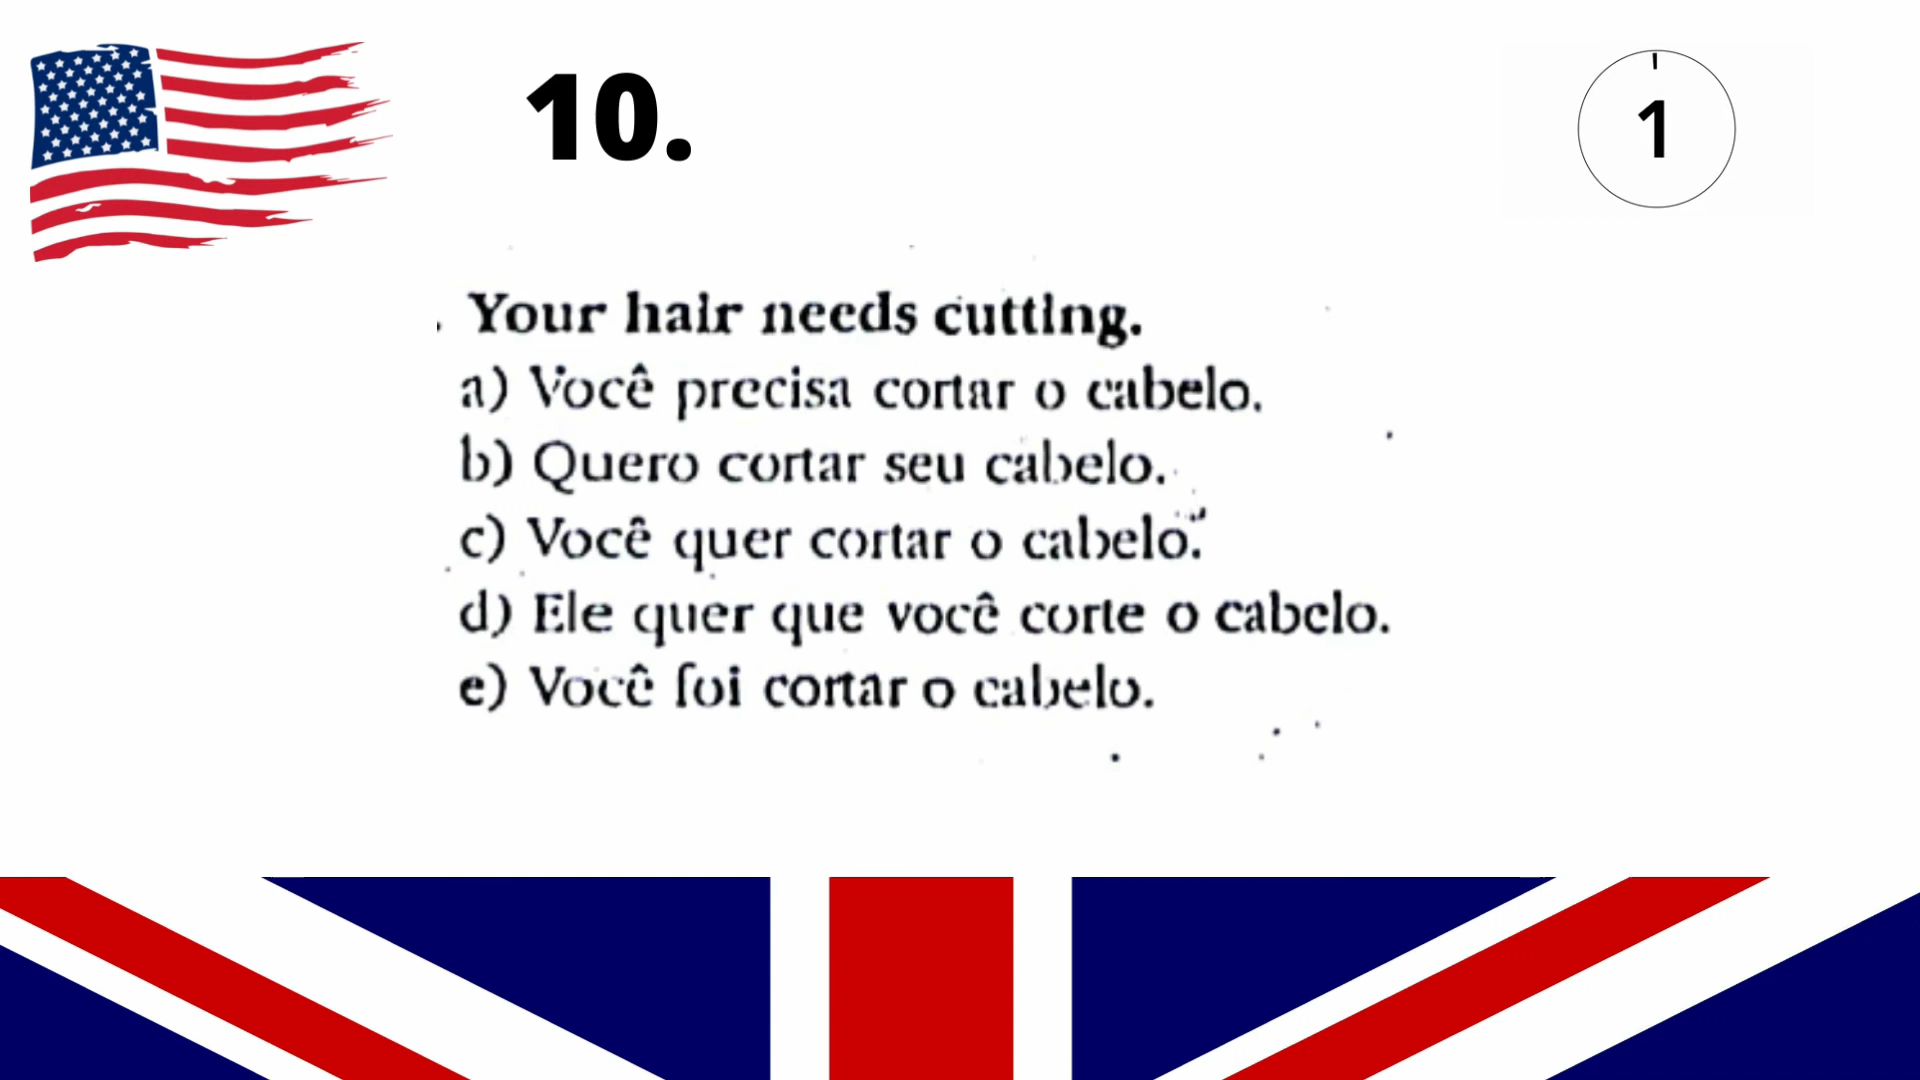 10.
1
Your hair needs cutting.
a) Você precisa cortar o cabelo.
b) Quero cortar seu cabelo.
c) Você quer cortar o cabelo.
d) Ele quer que você corte o cabelo.
e) Você foi cortar o cabelo.